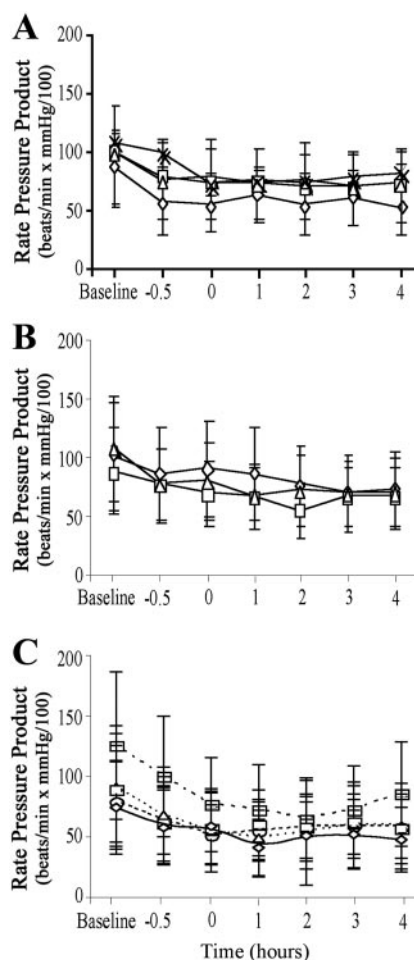 A
Rate Pressure Product
(beats/min x mmHg/100)
200
150
100
50
0
Baseline -0.5 0 1 2 3 4
B
Rate Pressure Product
(beats/min x mmHg/100)
200
150
100
50
0
Baseline -0.5 0 1 2 3 4
C
Rate Pressure Product
(beats/min x mmHg/100)
200
150
100
50
0
Baseline -0.5 0 1 2 3 4
Time (hours)